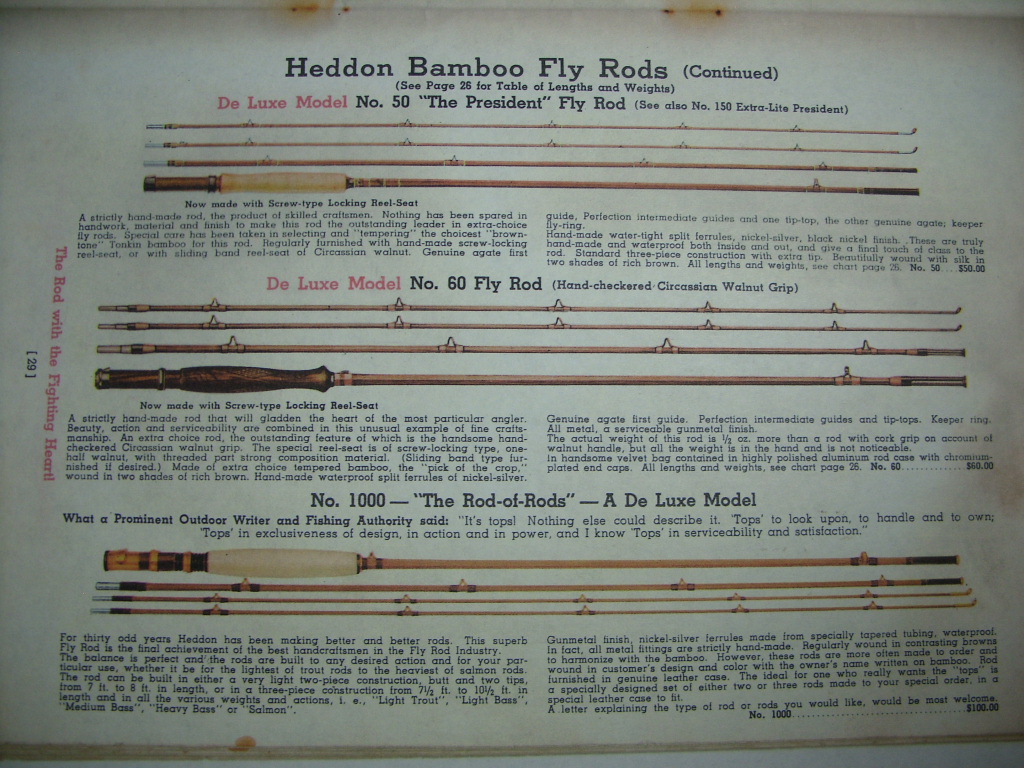 Heddon Bamboo Fly Rods (Continued)
(See Page 26 for Table of Lengths and Weights)
De Luxe Model No. 50 "The President" Fly Rod (See also No. 150 Extra-Lite President)
Now made with Screw-type Locking Reel-Seat
A strictly hand-made rod, the product of skilled craftsmen. Nothing has been spared in
handwork, material and finish to make this rod the outstanding leader in extra-choice
fly rods. Special care has been taken in selecting and "tempering" the choicest "brown-
tone" Tonkin bamboo for this rod. Regularly furnished with hand-made screw-locking
reel-seat, or with sliding band reel-seat of Circassian walnut. Genuine agate first
guide, Perfection intermediate guides and one tip-top, the other genuine agate; keeper
fly-ring.
Hand-made water-tight split ferrules, nickel-silver, black nickel finish. These are truly
hand-made and waterproof both inside and out, and give a final touch of class to the
rod. Standard three-piece construction with extra tip. Beautifully wound with silk in
two shades of rich brown. All lengths and weights, see chart page 26. No. 50...$50.00
De Luxe Model No. 60 Fly Rod (Hand-checkered Circassian Walnut Grip)
Now made with Screw-type Locking Reel-Seat
A strictly hand-made rod that will gladden the heart of the most particular angler.
Beauty, action and serviceability are combined in this unusual example of fine crafts-
manship. An extra choice rod, the outstanding feature of which is the handsome hand-
checkered Circassian walnut grip. The special reel-seat is of screw-locking type, one-
half walnut, with threaded part strong composition material. (Sliding band type fur-
nished if desired.) Made of extra choice tempered bamboo, the "pick of the crop,"
wound in two shades of rich brown. Hand-made waterproof split ferrules of nickel-silver.
Genuine agate first guide. Perfection intermediate guides and tip-tops. Keeper ring.
All metal, a serviceable gunmetal finish.
The actual weight of this rod is ½ oz. more than a rod with cork grip on account of
walnut handle, but all the weight is in the hand and is not noticeable.
In handsome velvet bag contained in highly polished aluminum rod case with chromium-
plated end caps. All lengths and weights, see chart page 26. No. 60................$60.00
No. 1000 — "The Rod-of-Rods" — A De Luxe Model
What a Prominent Outdoor Writer and Fishing Authority said: "It's tops! Nothing else could describe it. 'Tops' to look upon, to handle and to own;
'Tops' in exclusiveness of design, in action and in power, and I know 'Tops' in serviceability and satisfaction."
For thirty odd years Heddon has been making better and better rods. This superb
Fly Rod is the final achievement of the best handcraftsmen in the Fly Rod Industry.
The balance is perfect and the rods are built to any desired action and for your par-
ticular use, whether it be for the lightest of trout rods to the heaviest of salmon rods.
The rod can be built in either a very light two-piece construction, butt and two tips,
from 7 ft. to 8 ft. in length, or in a three-piece construction from 7½ ft. to 10½ ft. in
length and in all the various weights and actions, i. e., "Light Trout", "Light Bass",
"Medium Bass", "Heavy Bass" or "Salmon".
Gunmetal finish, nickel-silver ferrules made from specially tapered tubing, waterproof.
In fact, all metal fittings are strictly hand-made. Regularly wound in contrasting browns
to harmonize with the bamboo. However, these rods are more often made to order and
wound in customer's design and color with the owner's name written on bamboo. Rod
furnished in genuine leather case. The ideal for one who really wants the "tops" is
a specially designed set of either two or three rods made to your special order, in a
special leather case to fit.
A letter explaining the type of rod or rods you would like, would be most welcome.
No. 1000................................................$100.00
The Rod with the Fighting Heart!
[ 29 ]